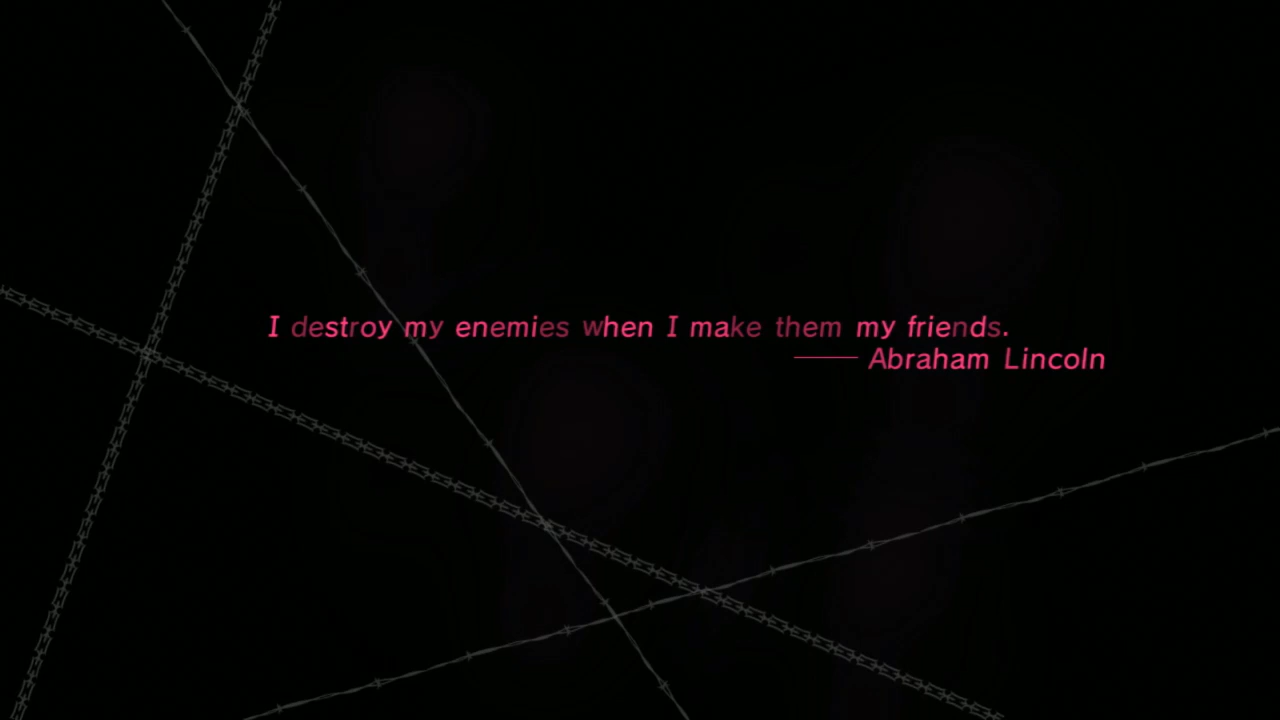 I destroy my enemies when I make them my friends.
—— Abraham Lincoln